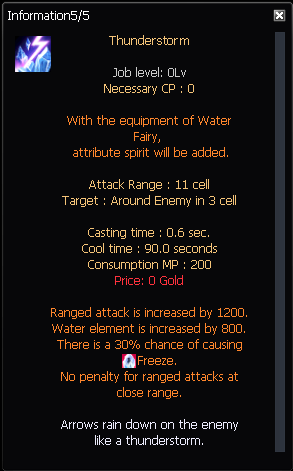 Information5/5
Thunderstorm
Job level: 0Lv
Necessary CP : 0
With the equipment of Water
Fairy,
attribute spirit will be added.
Attack Range : 11 cell
Target : Around Enemy in 3 cell
Casting time : 0.6 sec.
Cool time : 90.0 seconds
Consumption MP : 200
Price: 0 Gold
Ranged attack is increased by 1200.
Water element is increased by 800.
There is a 30% chance of causing
Freeze.
No penalty for ranged attacks at
close range.
Arrows rain down on the enemy
like a thunderstorm.